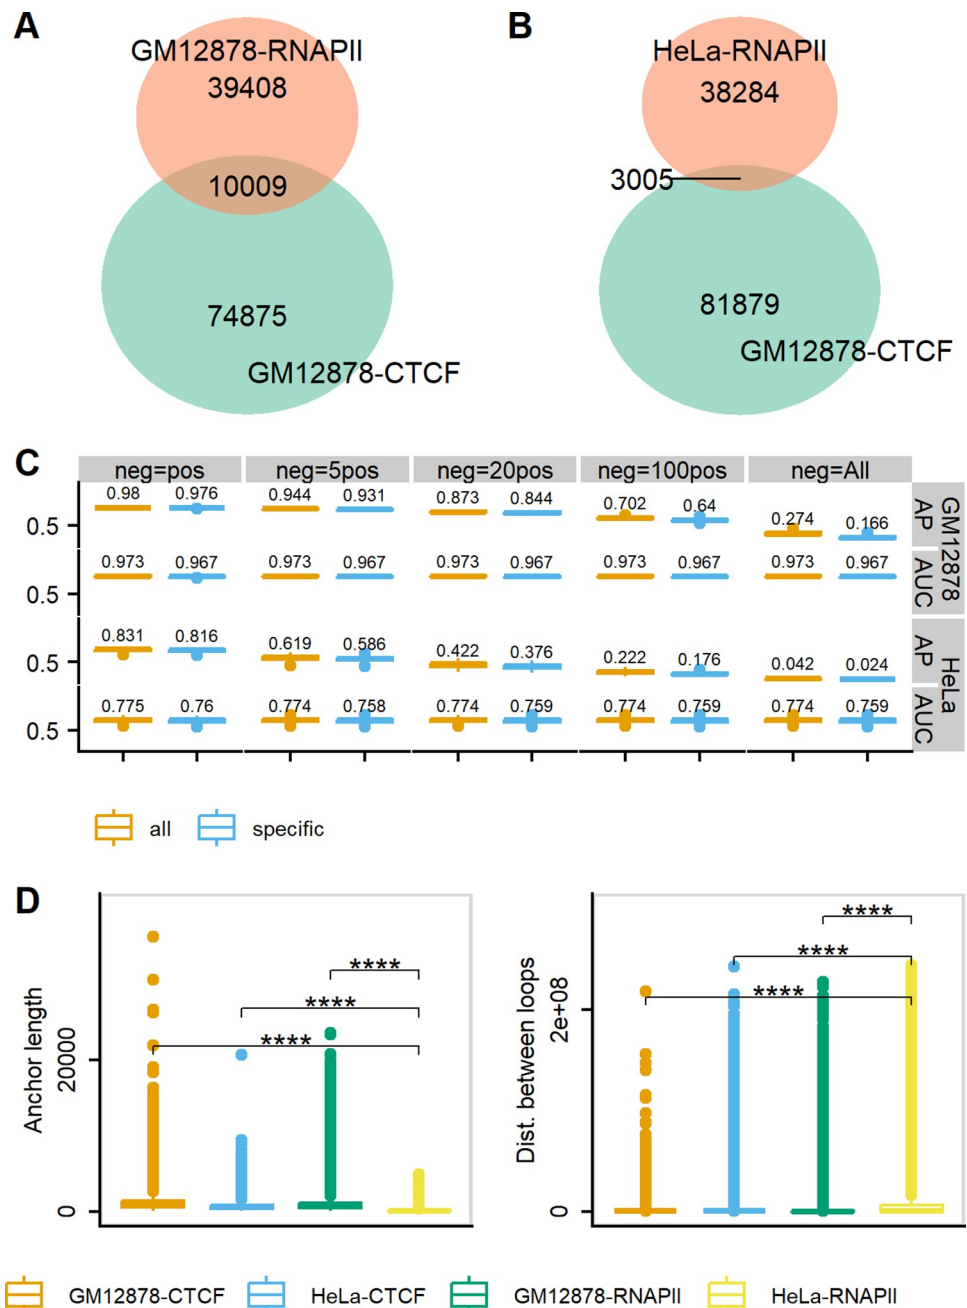 A
GM12878-RNAPII
39408
10009
74875
GM12878-CTCF
B
HeLa-RNAPII
38284
3005
81879
GM12878-CTCF
C
neg=pos neg=5pos neg=20pos neg=100pos neg=All
0.98 0.976 0.944 0.931 0.873 0.844 0.702 0.64 0.274 0.166
0.5
AP
0.973 0.967 0.973 0.967 0.973 0.967 0.973 0.967 0.973 0.967
0.5
AUC
GM12878
0.831 0.816 0.619 0.586 0.422 0.376 0.222 0.176 0.042 0.024
0.5
AP
0.775 0.76 0.774 0.758 0.774 0.759 0.774 0.759 0.774 0.759
0.5
AUC
HeLa
all specific
D
Anchor length
20000
0
****
****
****
Dist. between loops
2e+08
0
****
****
****
GM12878-CTCF HeLa-CTCF GM12878-RNAPII HeLa-RNAPII